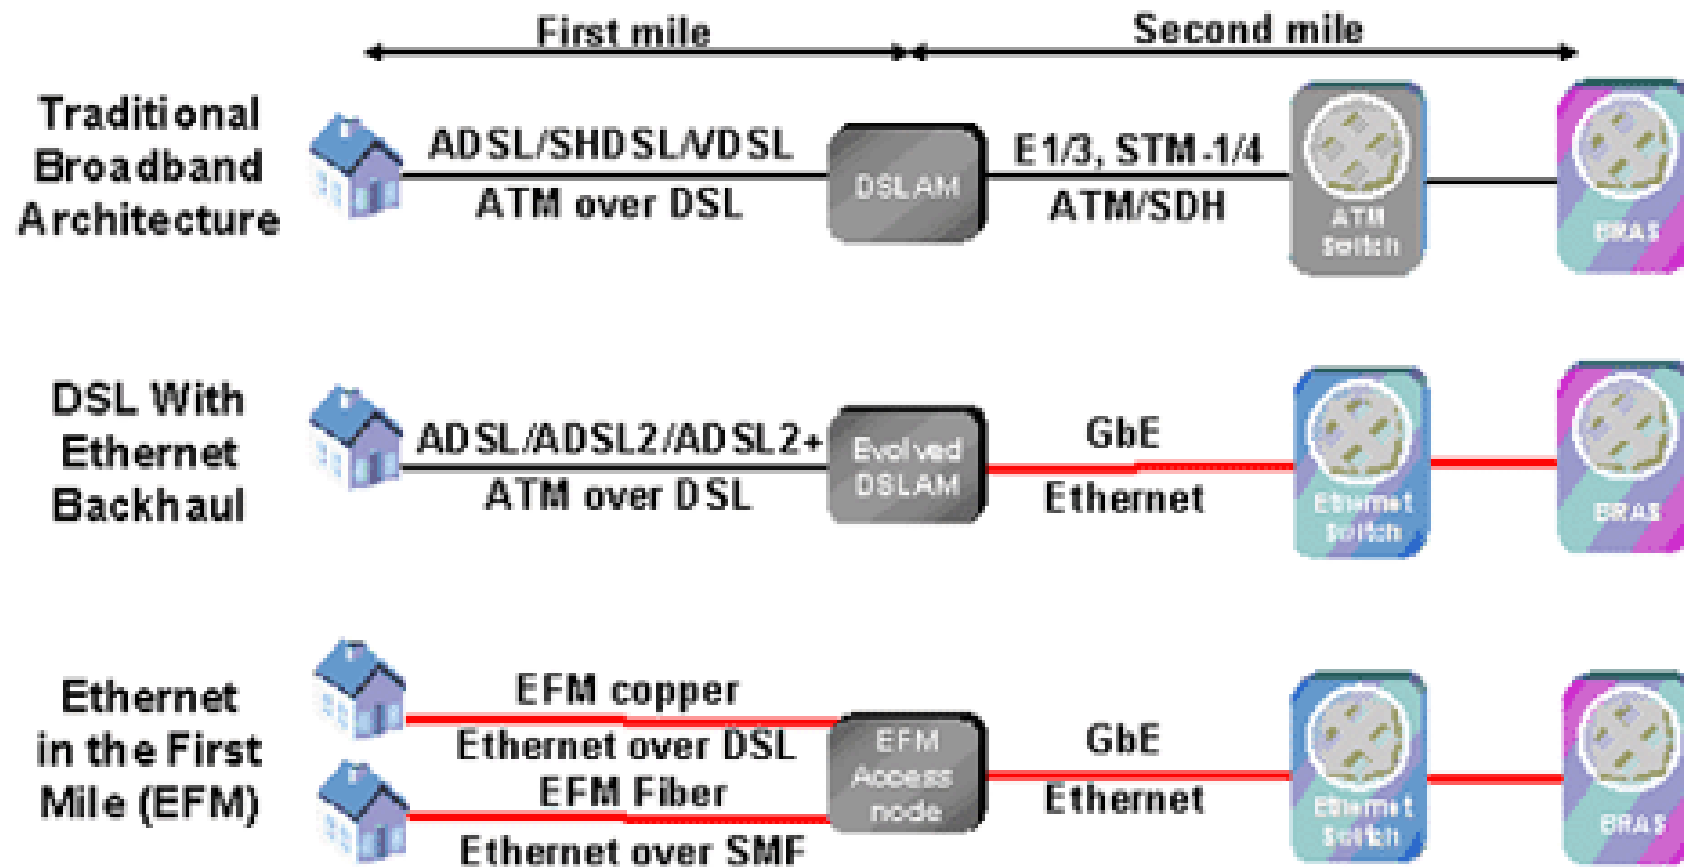 First mile
Second mile
Traditional
Broadband
Architecture
ADSL/SHDSL/VDSL
ATM over DSL
DSLAM
E1/3, STM-1/4
ATM/SDH
ATM
Switch
BRAS
DSL With
Ethernet
Backhaul
ADSL/ADSL2/ADSL2+
ATM over DSL
Evolved
DSLAM
GbE
Ethernet
Ethernet
Switch
BRAS
Ethernet
in the First
Mile (EFM)
EFM copper
Ethernet over DSL
EFM Fiber
Ethernet over SMF
EFM
Access
node
GbE
Ethernet
Ethernet
Switch
BRAS